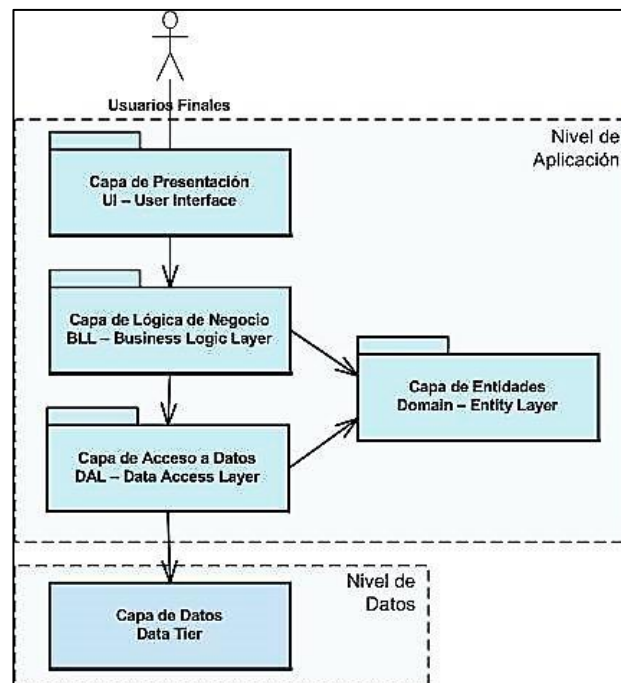 Usuarios Finales
Nivel de
Aplicación
Capa de Presentación
UI – User Interface
Capa de Lógica de Negocio
BLL – Business Logic Layer
Capa de Entidades
Domain – Entity Layer
Capa de Acceso a Datos
DAL – Data Access Layer
Nivel de
Datos
Capa de Datos
Data Tier